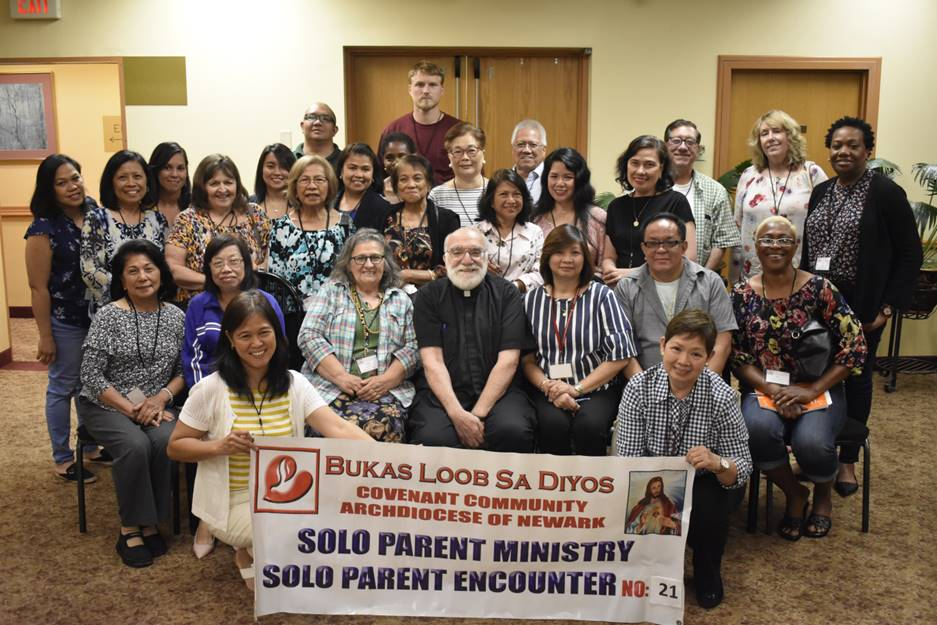 EXIT
BUKAS LOOB SA DIYOS
COVENANT COMMUNITY
ARCHDIOCESE OF NEWARK
SOLO PARENT MINISTRY
SOLO PARENT ENCOUNTER NO: 21